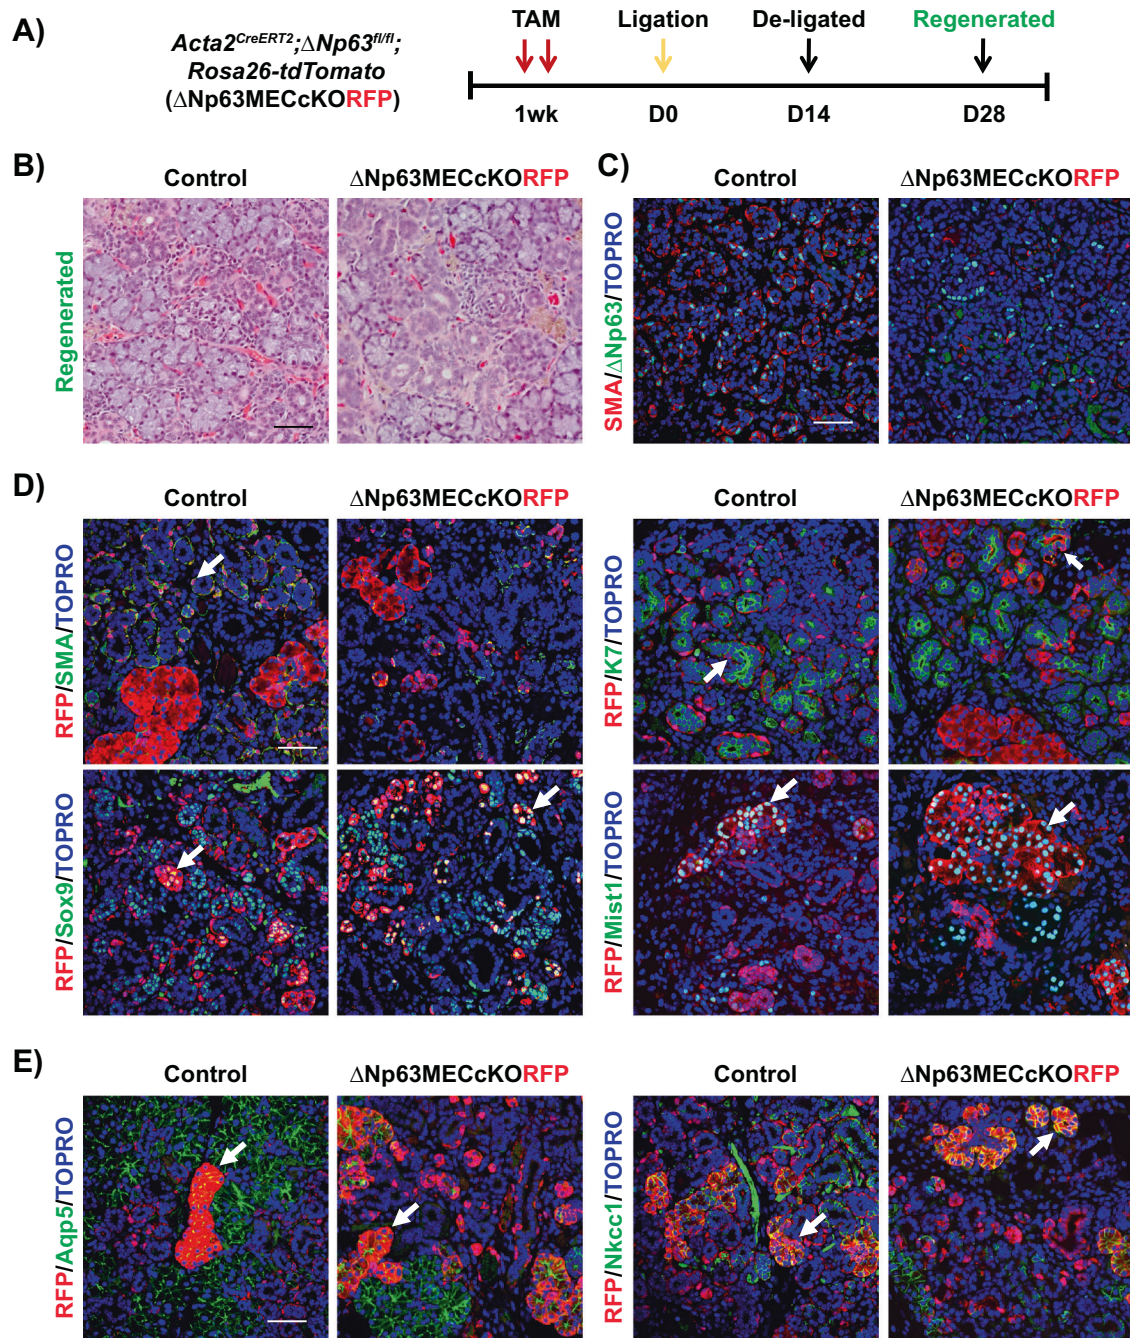 A)
Acta2CreERT2;ΔNp63fl/fl;
Rosa26-tdTomato
(ΔNp63MECcKORFP)
TAM Ligation De-ligated Regenerated
1wk D0 D14 D28
B)
Control ΔNp63MECcKORFP
Regenerated
C)
Control ΔNp63MECcKORFP
SMA/ΔNp63/TOPRO
D)
Control ΔNp63MECcKORFP Control ΔNp63MECcKORFP
RFP/SMA/TOPRO
RFP/K7/TOPRO
RFP/Sox9/TOPRO
RFP/Mist1/TOPRO
E)
Control ΔNp63MECcKORFP Control ΔNp63MECcKORFP
RFP/Aqp5/TOPRO
RFP/Nkcc1/TOPRO